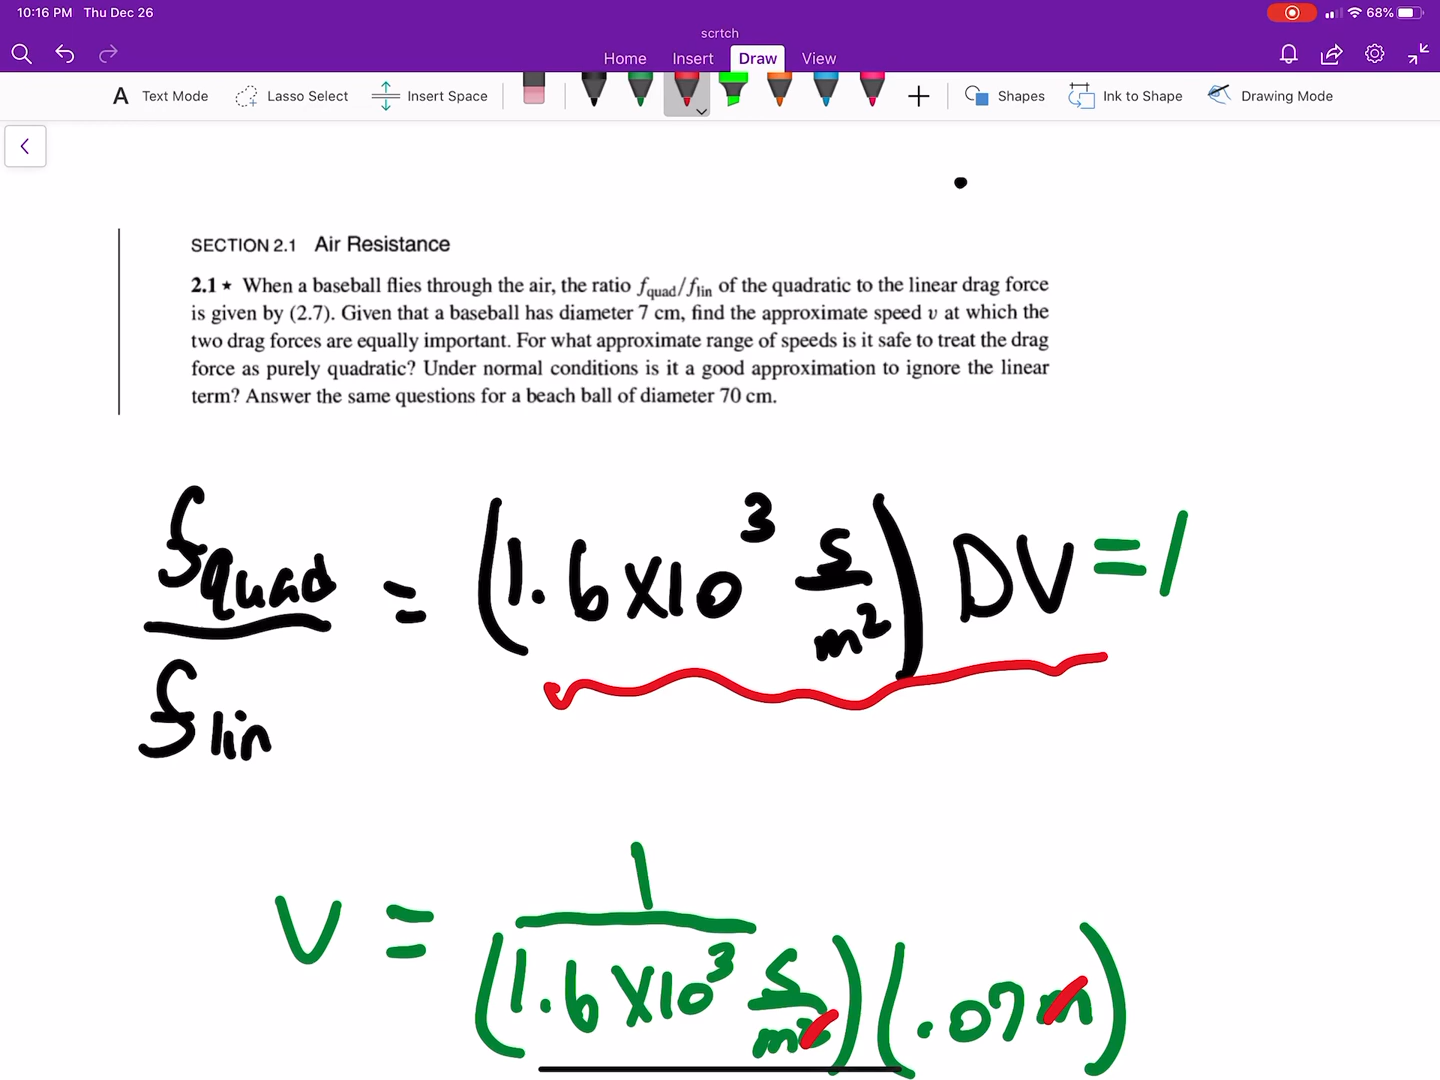 10:16 PM Thu Dec 26 68%
scrtch
Home Insert Draw View
A Text Mode Lasso Select Insert Space Shapes Ink to Shape Drawing Mode
SECTION 2.1 Air Resistance
2.1 ★ When a baseball flies through the air, the ratio f_quad/f_lin of the quadratic to the linear drag force
is given by (2.7). Given that a baseball has diameter 7 cm, find the approximate speed v at which the
two drag forces are equally important. For what approximate range of speeds is it safe to treat the drag
force as purely quadratic? Under normal conditions is it a good approximation to ignore the linear
term? Answer the same questions for a beach ball of diameter 70 cm.
f_quad / f_lin = (1.6 X 10^3 s/m^2) DV = 1
V = 1 / (1.6 X 10^3 s/m^2)(.07 m)